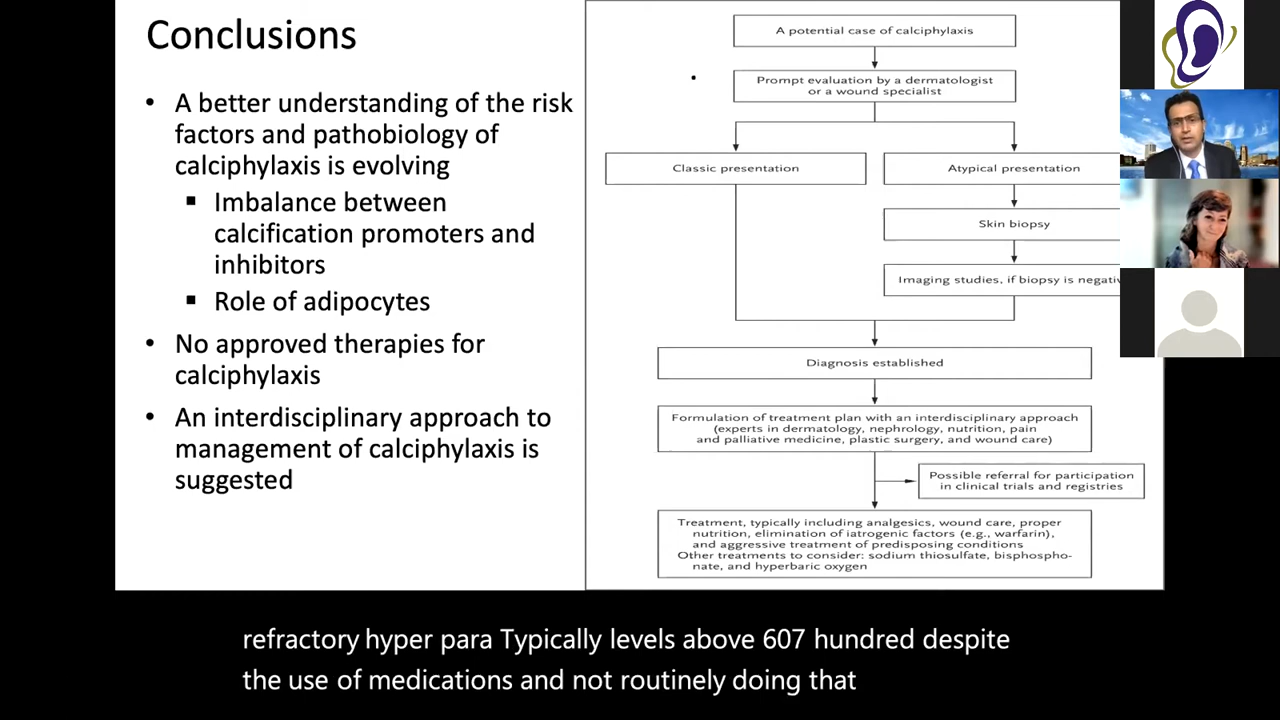 Conclusions
• A better understanding of the risk
factors and pathobiology of
calciphylaxis is evolving
▪ Imbalance between
calcification promoters and
inhibitors
▪ Role of adipocytes
• No approved therapies for
calciphylaxis
• An interdisciplinary approach to
management of calciphylaxis is
suggested
A potential case of calciphylaxis
Prompt evaluation by a dermatologist
or a wound specialist
Classic presentation
Atypical presentation
Skin biopsy
Imaging studies, if biopsy is negativ
Diagnosis established
Formulation of treatment plan with an interdisciplinary approach
(experts in dermatology, nephrology, nutrition, pain
and palliative medicine, plastic surgery, and wound care)
Possible referral for participation
in clinical trials and registries
Treatment, typically including analgesics, wound care, proper
nutrition, elimination of iatrogenic factors (e.g., warfarin),
and aggressive treatment of predisposing conditions
Other treatments to consider: sodium thiosulfate, bisphospho-
nate, and hyperbaric oxygen
refractory hyper para Typically levels above 607 hundred despite
the use of medications and not routinely doing that